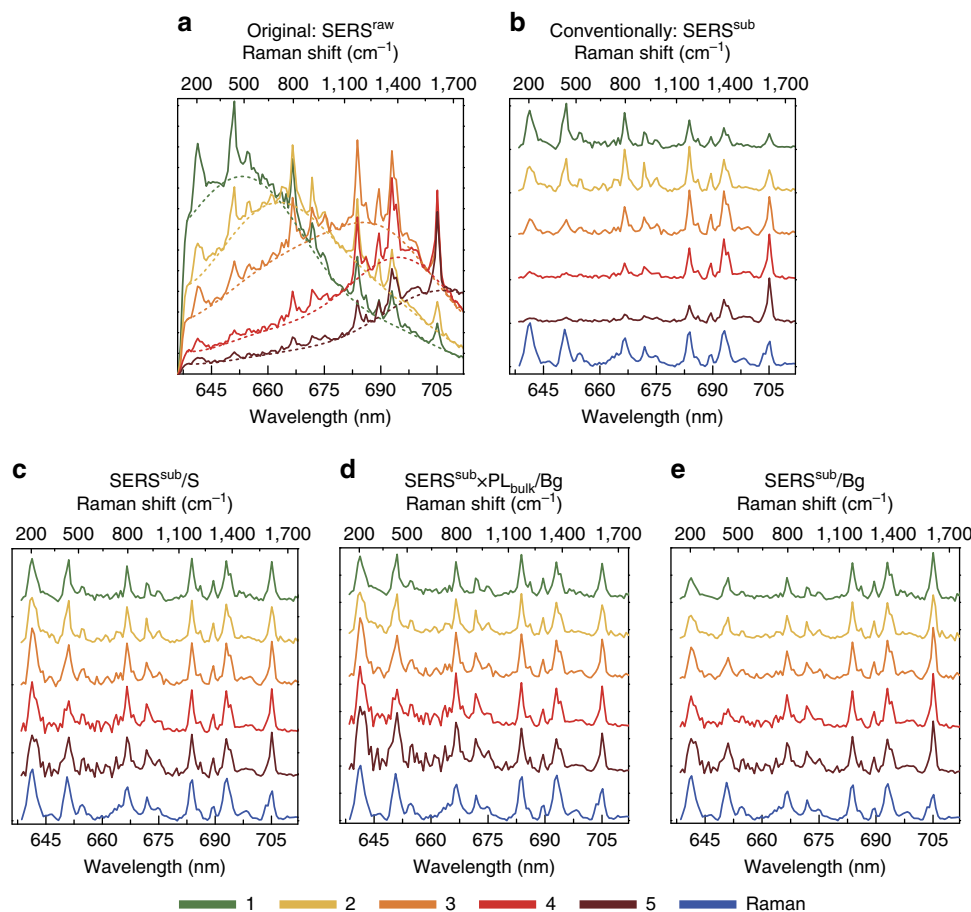 a
Original: SERSʳᵃʷ
Raman shift (cm⁻¹)
200 500 800 1,100 1,400 1,700
645 660 675 690 705
Wavelength (nm)
b
Conventionally: SERSˢᵘᵇ
Raman shift (cm⁻¹)
200 500 800 1,100 1,400 1,700
645 660 675 690 705
Wavelength (nm)
c
SERSˢᵘᵇ/S
Raman shift (cm⁻¹)
200 500 800 1,100 1,400 1,700
645 660 675 690 705
Wavelength (nm)
d
SERSˢᵘᵇ×PL_bulk/Bg
Raman shift (cm⁻¹)
200 500 800 1,100 1,400 1,700
645 660 675 690 705
Wavelength (nm)
e
SERSˢᵘᵇ/Bg
Raman shift (cm⁻¹)
200 500 800 1,100 1,400 1,700
645 660 675 690 705
Wavelength (nm)
1 2 3 4 5 Raman